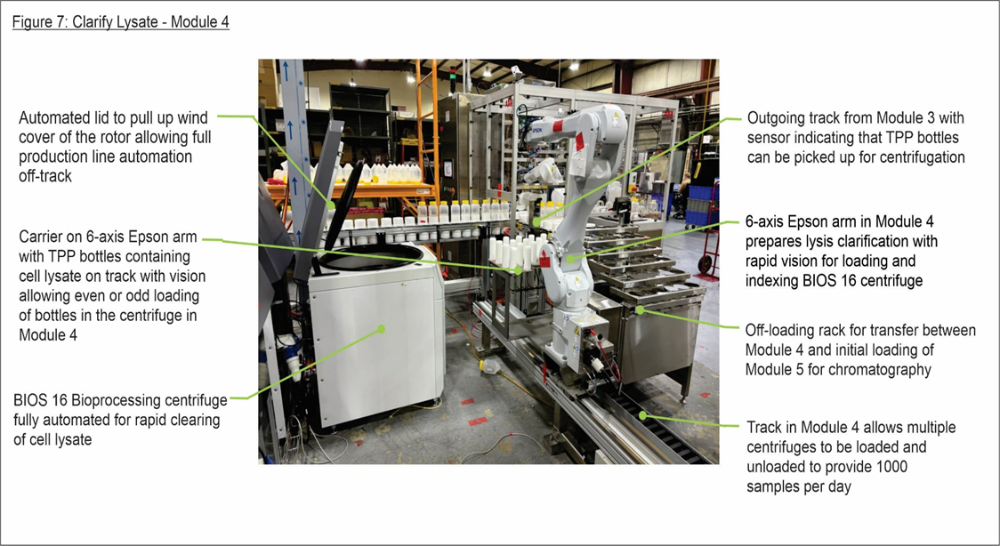 Figure 7: Clarify Lysate - Module 4
Automated lid to pull up wind
cover of the rotor allowing full
production line automation
off-track
Carrier on 6-axis Epson arm
with TPP bottles containing
cell lysate on track with vision
allowing even or odd loading
of bottles in the centrifuge in
Module 4
BIOS 16 Bioprocessing centrifuge
fully automated for rapid clearing
of cell lysate
EPSON
Outgoing track from Module 3 with
sensor indicating that TPP bottles
can be picked up for centrifugation
6-axis Epson arm in Module 4
prepares lysis clarification with
rapid vision for loading and
indexing BIOS 16 centrifuge
Off-loading rack for transfer between
Module 4 and initial loading of
Module 5 for chromatography
Track in Module 4 allows multiple
centrifuges to be loaded and
unloaded to provide 1000
samples per day